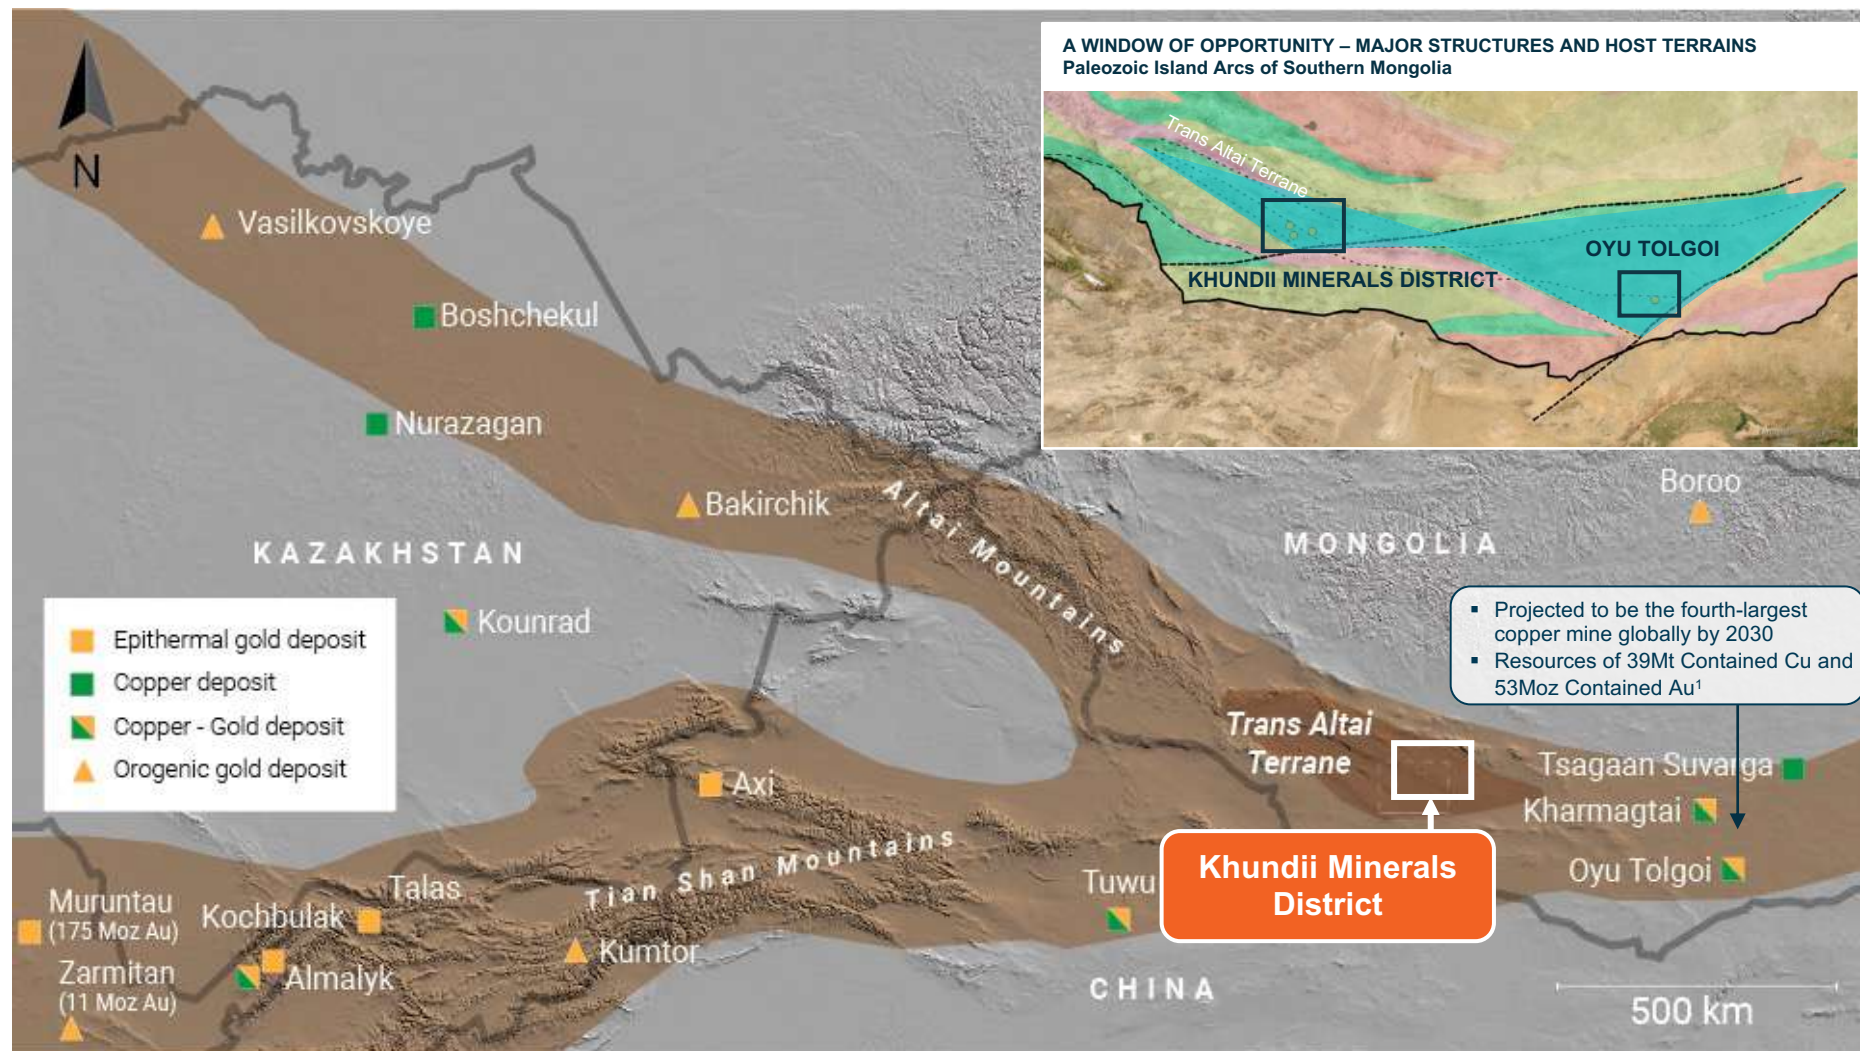 A WINDOW OF OPPORTUNITY – MAJOR STRUCTURES AND HOST TERRAINS
Paleozoic Island Arcs of Southern Mongolia
Trans Altai Terrane
OYU TOLGOI
KHUNDII MINERALS DISTRICT
N
Vasilkovskoye
Boshchekul
Nurazagan
Bakirchik
Altai Mountains
Boroo
MONGOLIA
KAZAKHSTAN
Kounrad
Epithermal gold deposit
Copper deposit
Copper - Gold deposit
Orogenic gold deposit
▪ Projected to be the fourth-largest
copper mine globally by 2030
▪ Resources of 39Mt Contained Cu and
53Moz Contained Au¹
Trans Altai
Terrane
Tsagaan Suvarga
Kharmagtai
Oyu Tolgoi
Axi
Tian Shan Mountains
Tuwu
Khundii Minerals
District
Talas
Muruntau
(175 Moz Au)
Kochbulak
Zarmitan
(11 Moz Au)
Almalyk
Kumtor
CHINA
500 km